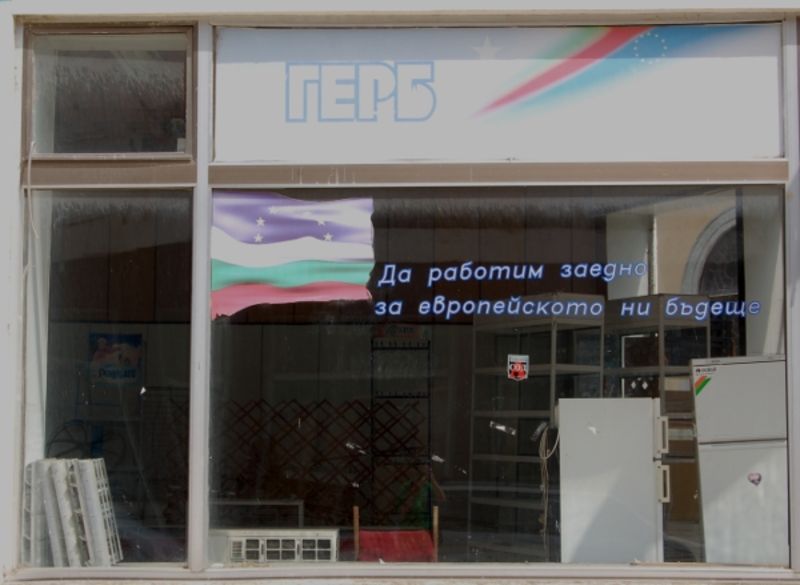 ГЕРБ
Да работим заедно
за европейското ни бъдеще